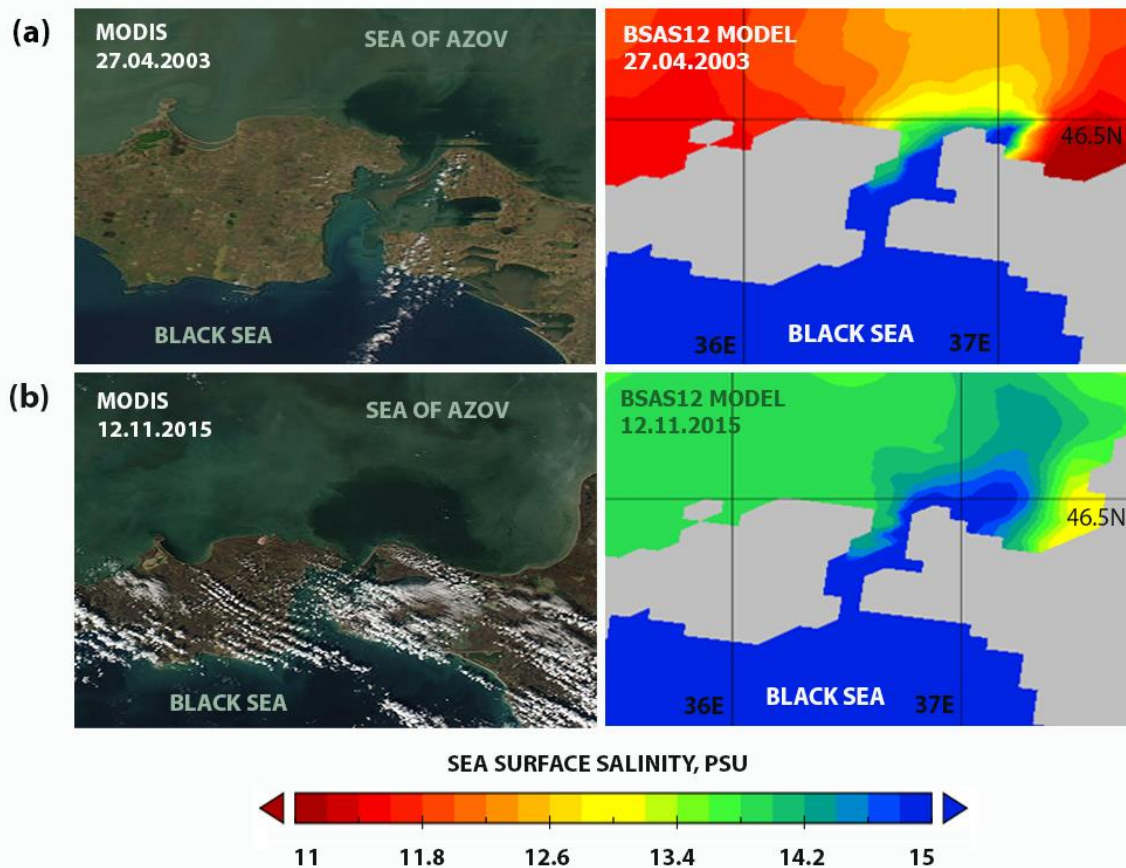 (a)
MODIS
27.04.2003
SEA OF AZOV
BLACK SEA
BSAS12 MODEL
27.04.2003
46.5N
36E
BLACK SEA
37E
(b)
MODIS
12.11.2015
SEA OF AZOV
BLACK SEA
BSAS12 MODEL
12.11.2015
46.5N
36E
BLACK SEA
37E
SEA SURFACE SALINITY, PSU
11 11.8 12.6 13.4 14.2 15